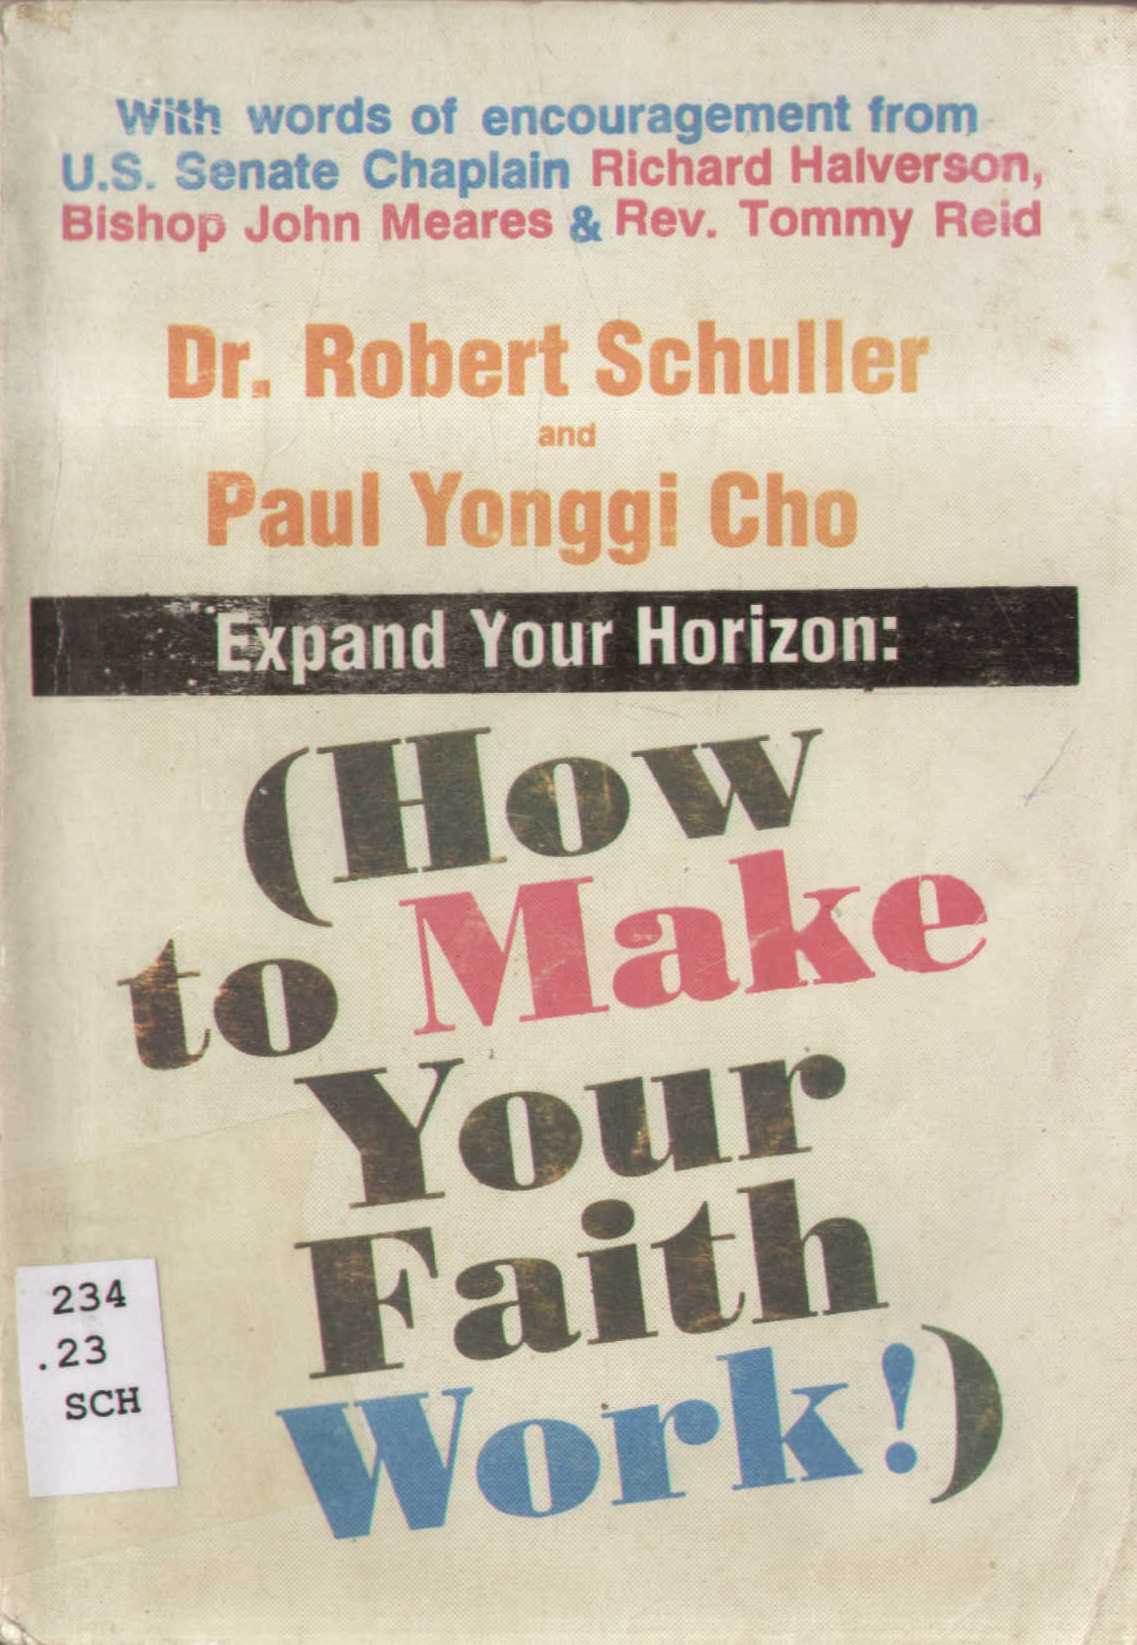 With words of encouragement from
U.S. Senate Chaplain Richard Halverson,
Bishop John Meares & Rev. Tommy Reid
Dr. Robert Schuller
and
Paul Yonggi Cho
Expand Your Horizon:
(How
to Make
Your
Faith
Work!)
234
.23
SCH